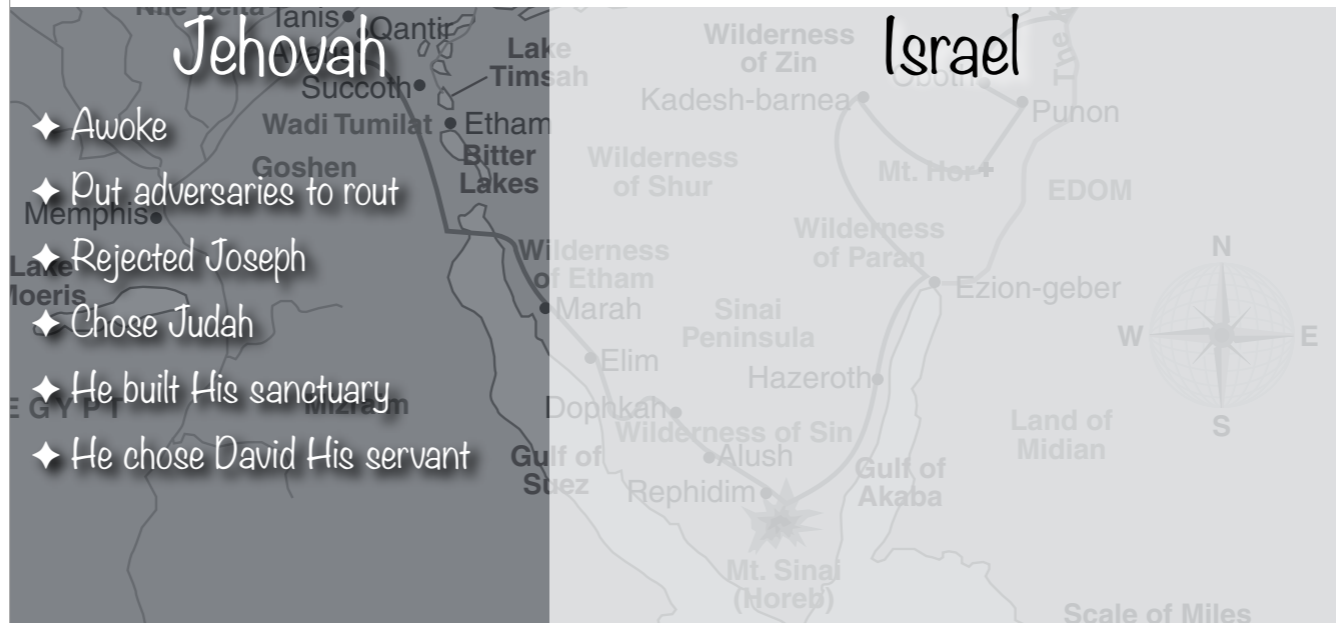 Jehovah
Awoke
Put adversaries to rout
Rejected Joseph
Chose Judah
He built His sanctuary
He chose David His servant
Israel
Nile Delta
Tanis
Qantir
Succoth
Lake
Timsah
Wadi Tumilat
Etham
Goshen
Bitter
Lakes
Memphis
Lake
Moeris
EGYPT
Mizraim
Wilderness
of Etham
Marah
Elim
Dophkah
Wilderness of Sin
Alush
Rephidim
Gulf of
Suez
Mt. Sinai
(Horeb)
Wilderness
of Zin
Oboth
The
Kadesh-barnea
Punon
Wilderness
of Shur
Mt. Hor
EDOM
Wilderness
of Paran
Ezion-geber
Sinai
Peninsula
Hazeroth
Gulf of
Akaba
Land of
Midian
N
W
E
S
Scale of Miles